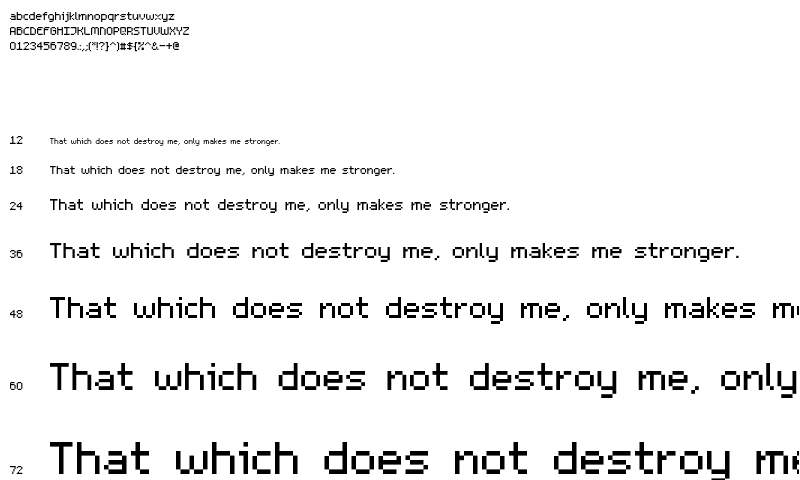 abcdefghijklmnopqrstuvwxyz
ABCDEFGHIJKLMNOPQRSTUVWXYZ
0123456789.:,;(*!?}^)#${%^&-+@
12 That which does not destroy me, only makes me stronger.
18 That which does not destroy me, only makes me stronger.
24 That which does not destroy me, only makes me stronger.
36 That which does not destroy me, only makes me stronger.
48 That which does not destroy me, only makes m
60 That which does not destroy me, only
72 That which does not destroy me